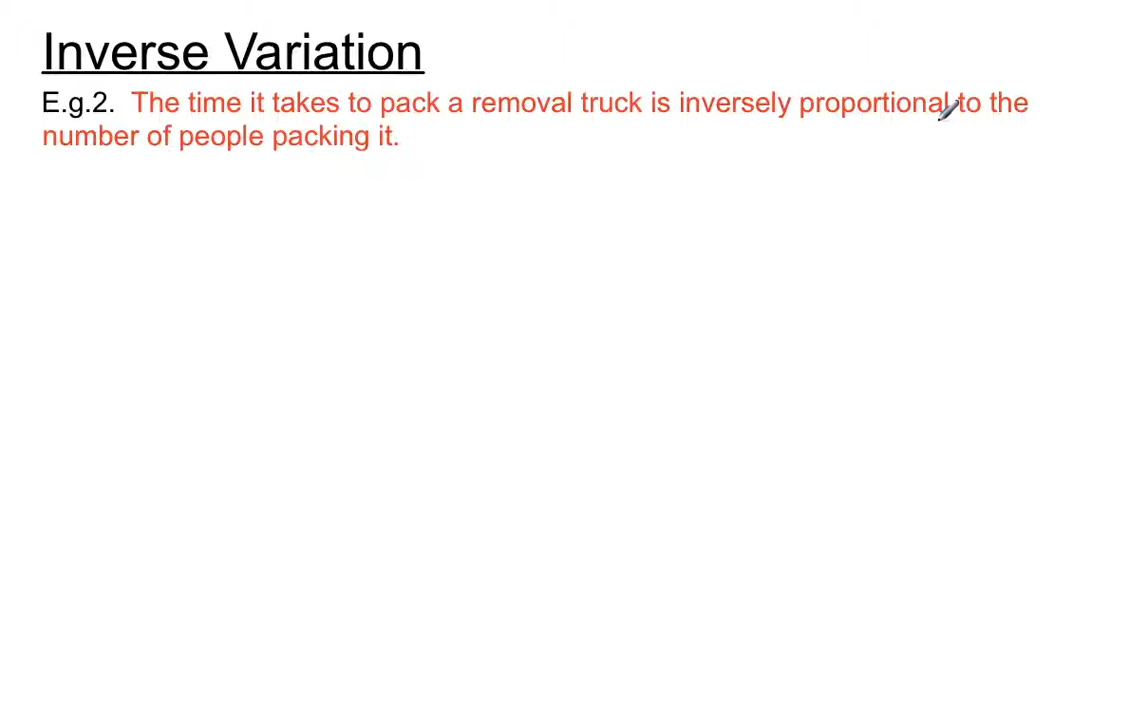 Inverse Variation
E.g.2. The time it takes to pack a removal truck is inversely proportional to the
number of people packing it.